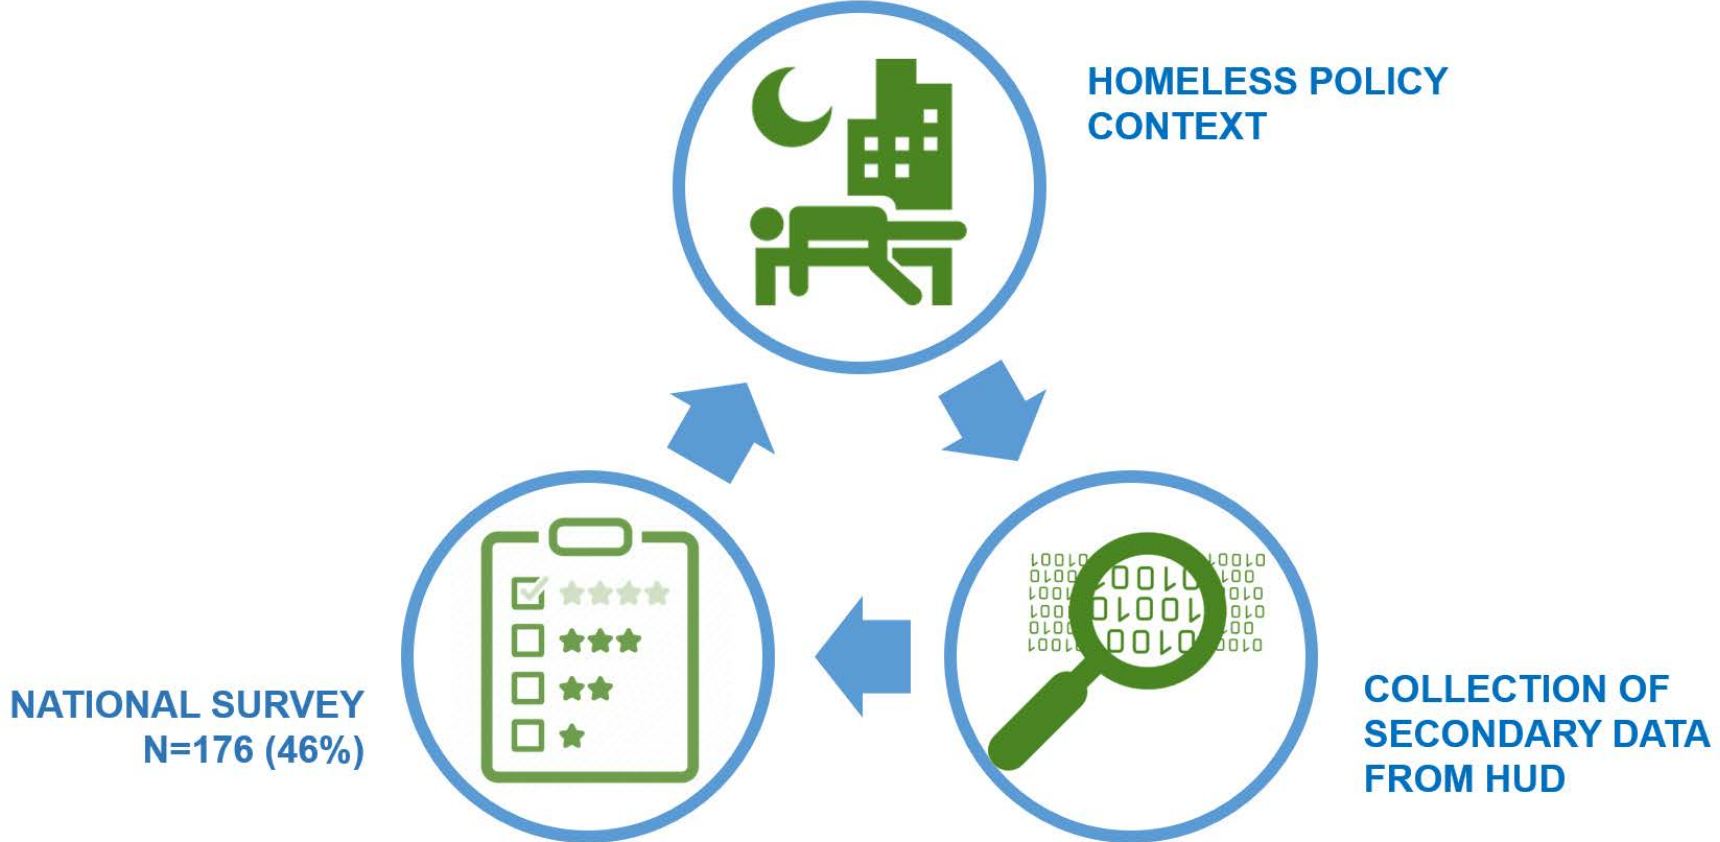 HOMELESS POLICY
CONTEXT
NATIONAL SURVEY
N=176 (46%)
COLLECTION OF
SECONDARY DATA
FROM HUD